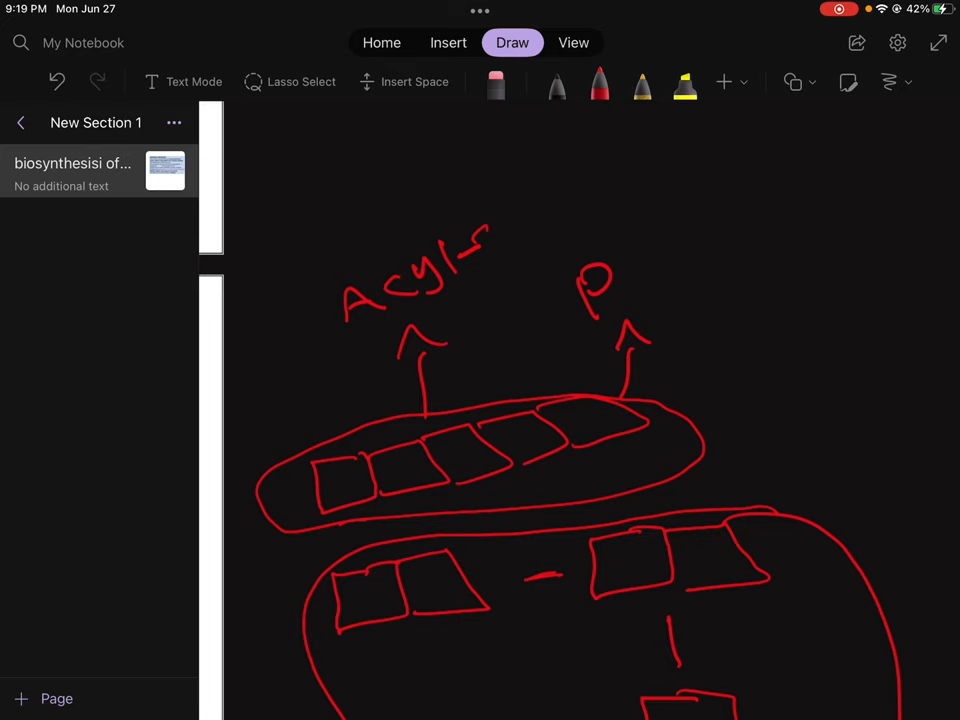 9:19 PM Mon Jun 27
42%
My Notebook
Home Insert Draw View
Text Mode Lasso Select Insert Space
New Section 1
biosynthesisi of...
No additional text
Acyl-s
P
Page